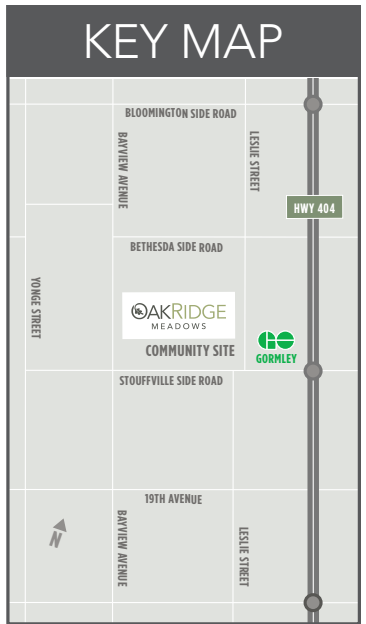 KEY MAP
BLOOMINGTON SIDE ROAD
BAYVIEW AVENUE
LESLIE STREET
HWY 404
BETHESDA SIDE ROAD
YONGE STREET
OAKRIDGE
MEADOWS
COMMUNITY SITE
GO
GORMLEY
STOUFFVILLE SIDE ROAD
19TH AVENUE
BAYVIEW AVENUE
LESLIE STREET
N